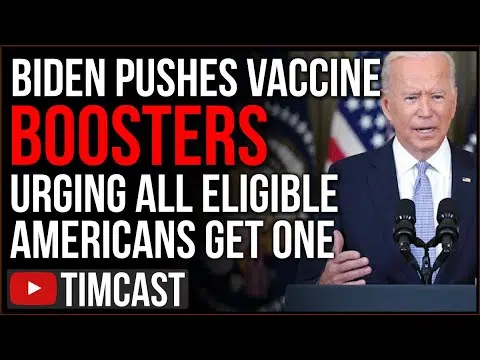 BIDEN PUSHES VACCINE
BOOSTERS
URGING ALL ELIGIBLE
AMERICANS GET ONE
TIMCAST